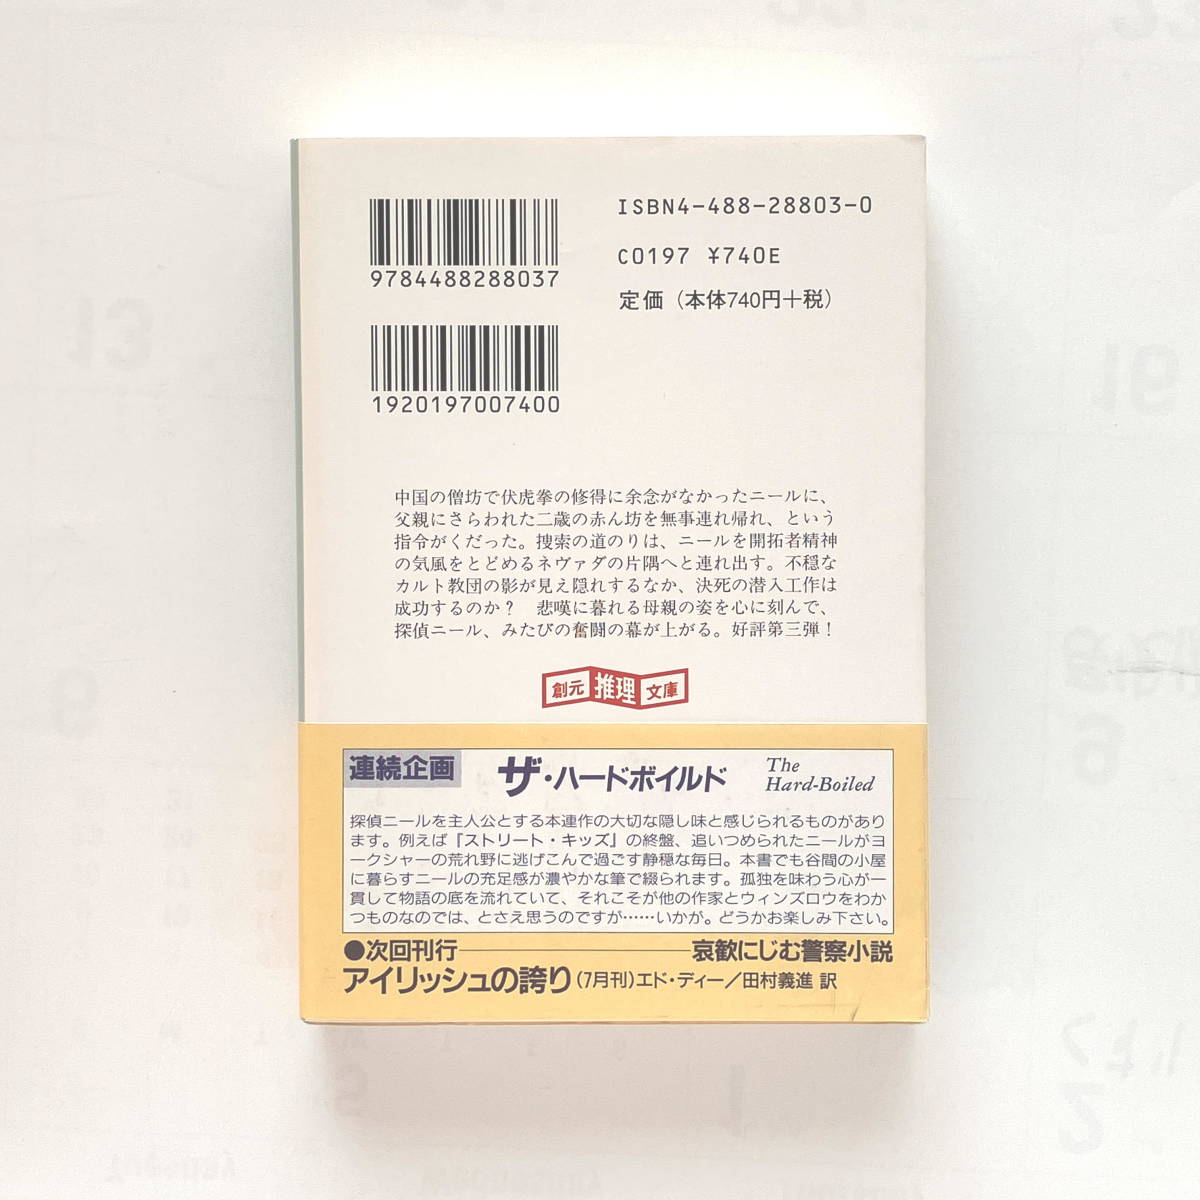 ISBN4-488-28803-0
C0197 ¥740E
定価（本体740円＋税）
9784488288037
1920197007400
中国の僧坊で伏虎拳の修得に余念がなかったニールに、
父親にさらわれた二歳の赤ん坊を無事連れ帰れ、という
指令がくだった。捜索の道のりは、ニールを開拓者精神
の気風をとどめるネヴァダの片隅へと連れ出す。不穏な
カルト教団の影が見え隠れするなか、決死の潜入工作は
成功するのか？　悲嘆に暮れる母親の姿を心に刻んで、
探偵ニール、みたびの奮闘の幕が上がる。好評第三弾！
創元 推理 文庫
連続企画 ザ・ハードボイルド The
Hard-Boiled
探偵ニールを主人公とする本連作の大切な隠し味と感じられるものがあり
ます。例えば『ストリート・キッズ』の終盤、追いつめられたニールがヨ
ークシャーの荒れ野に逃げこんで過ごす静穏な毎日。本書でも谷間の小屋
に暮らすニールの充足感が濃やかな筆で綴られます。孤独を味わう心が一
貫して物語の底を流れていて、それこそが他の作家とウィンズロウをわか
つものなのでは、とさえ思うのですが……いかが。どうかお楽しみ下さい。
●次回刊行――哀歓にじむ警察小説
アイリッシュの誇り（7月刊）エド・ディー／田村義進 訳
13
16
9
8
9
2
1
5